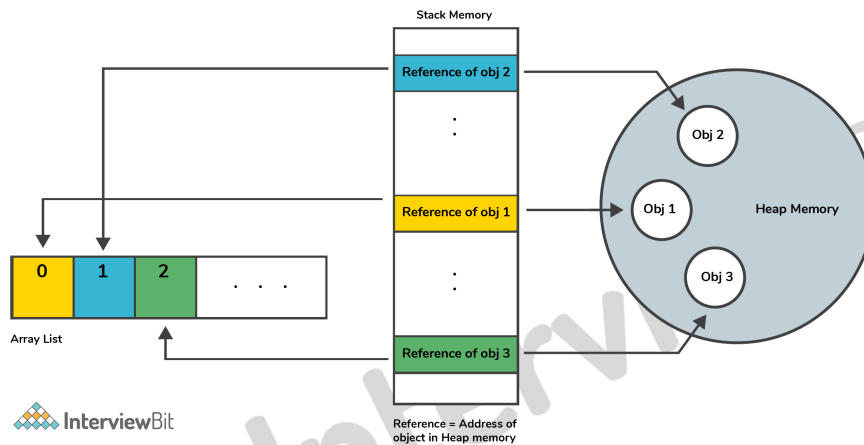 Stack Memory
Reference of obj 2
:
Obj 2
Reference of obj 1
Obj 1
Heap Memory
0 1 2 . . .
:
Obj 3
Array List
Reference of obj 3
InterviewBit
Reference = Address of
object in Heap memory